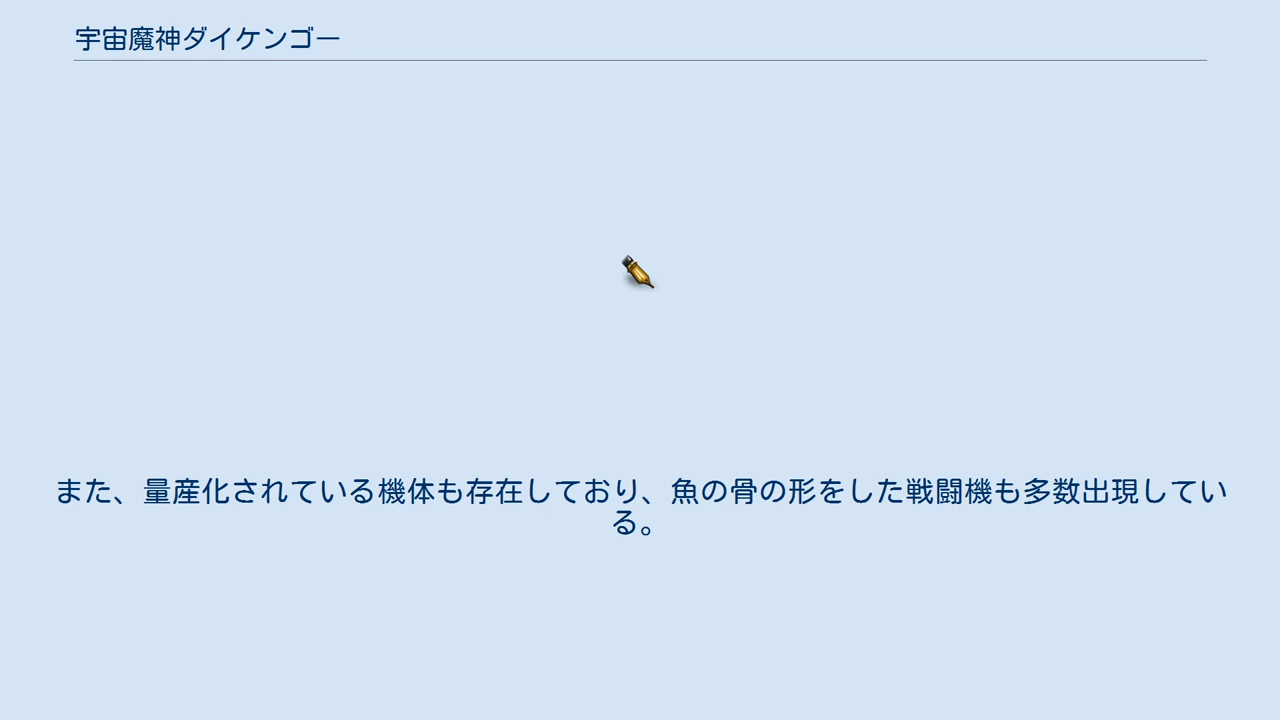 宇宙魔神ダイケンゴー
また、量産化されている機体も存在しており、魚の骨の形をした戦闘機も多数出現してい
る。